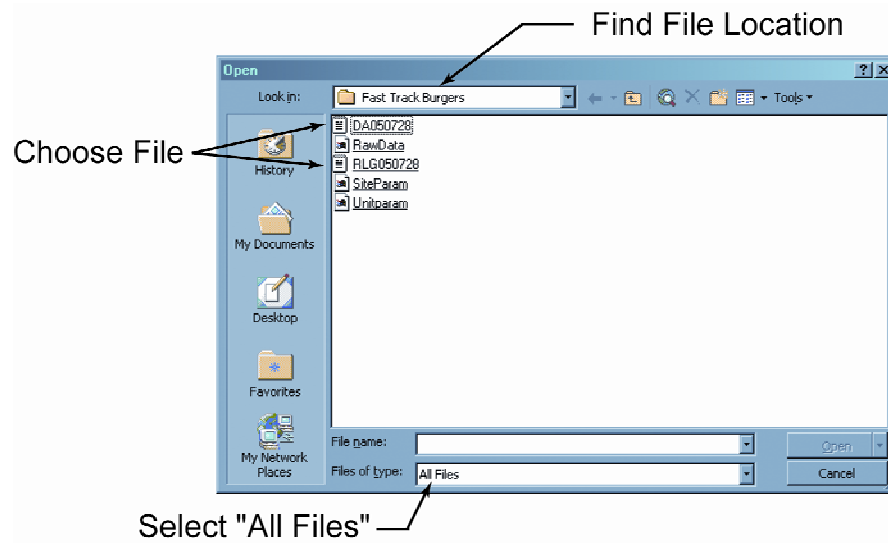 Find File Location
Open
Look in:
Fast Track Burgers
Tools
Choose File
DA050728
RawData
RLG050728
SiteParam
Unitparam
History
My Documents
Desktop
Favorites
My Network
Places
File name:
Open
Files of type:
All Files
Cancel
Select "All Files"